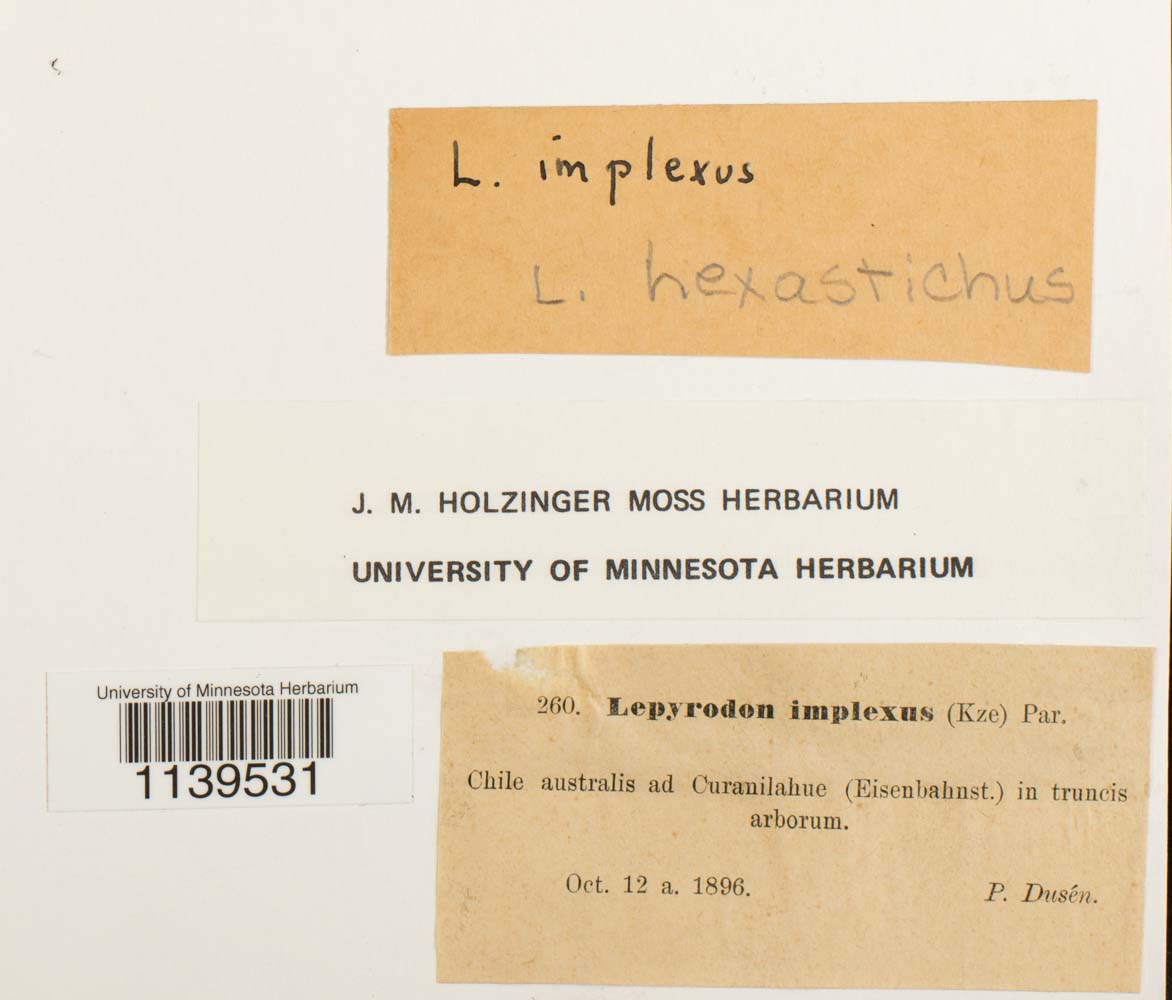 L. implexus
L. hexastichus
J. M. HOLZINGER MOSS HERBARIUM
UNIVERSITY OF MINNESOTA HERBARIUM
University of Minnesota Herbarium
1139531
260. Lepyrodon implexus (Kze) Par.
Chile australis ad Curanilahue (Eisenbahnst.) in truncis
arborum.
Oct. 12 a. 1896. P. Dusén.